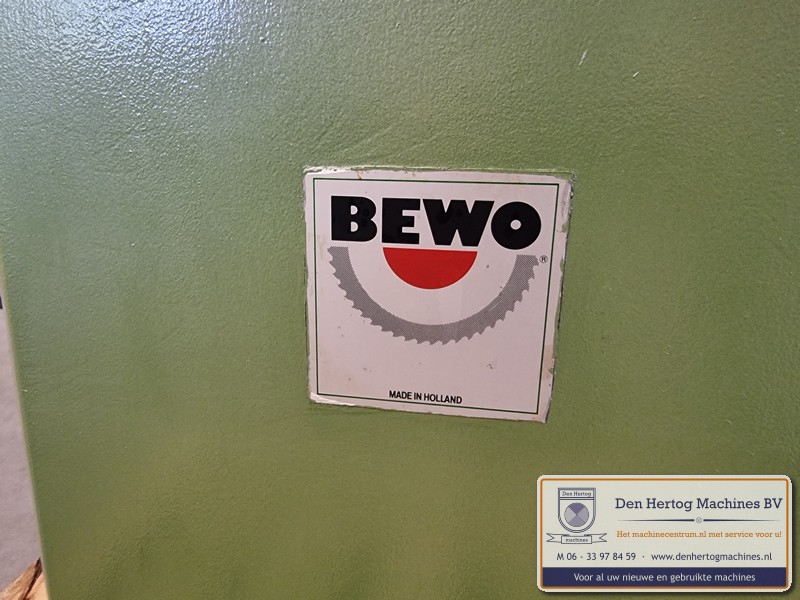 BEWO
®
MADE IN HOLLAND
Den Hertog
machines
Den Hertog Machines BV
Het machinecentrum.nl met service voor u!
M 06 - 33 97 84 59 · www.denhertogmachines.nl
Voor al uw nieuwe en gebruikte machines